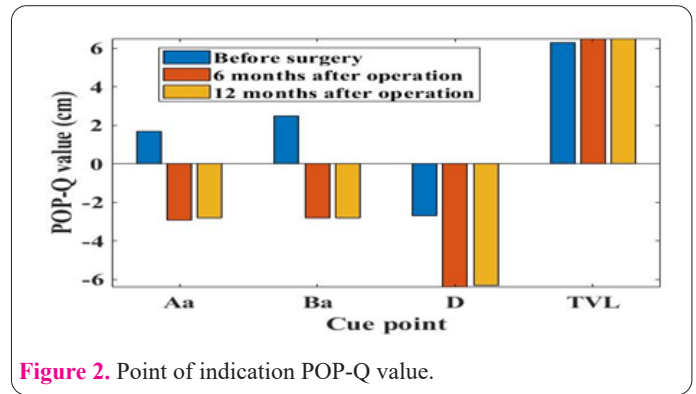 6
4
2
0
-2
-4
-6
POP-Q value (cm)
Before surgery
6 months after operation
12 months after operation
Aa Ba D TVL
Cue point
Figure 2. Point of indication POP-Q value.